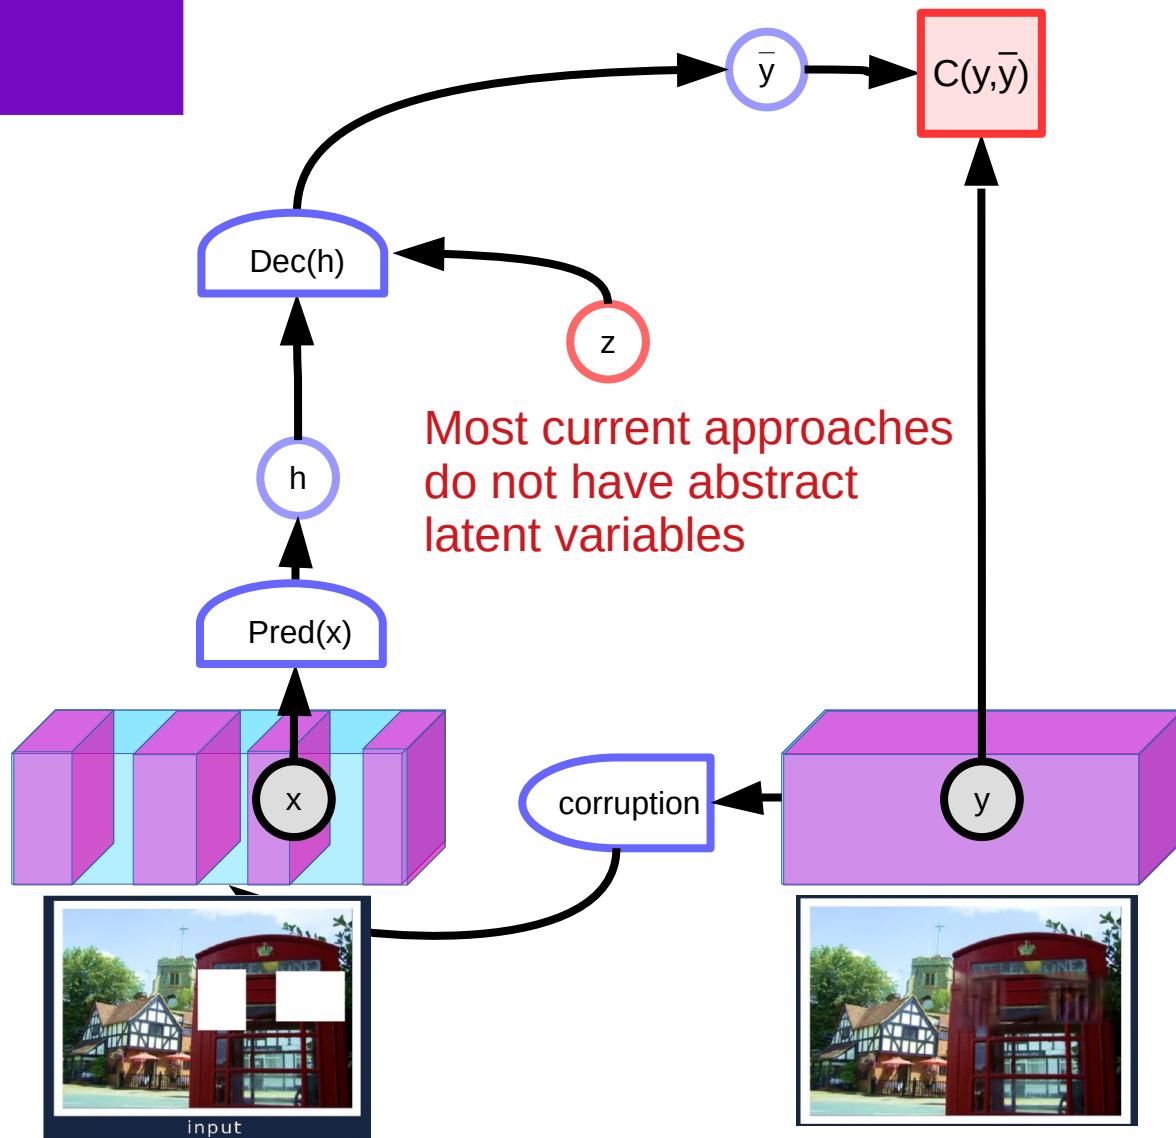 ȳ
C(y,ȳ)
Dec(h)
z
Most current approaches
do not have abstract
latent variables
h
Pred(x)
x
corruption
y
input